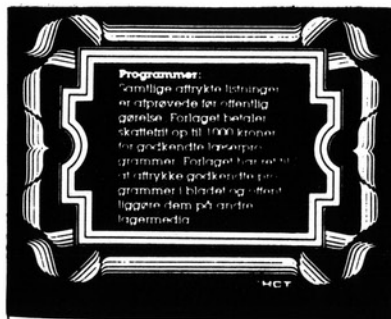 Programmer:
Samtlige aftrykte listninger
er afprøvede før offentlig
gørelse. Forlaget betaler
skattefrit op til 1000 kroner
for godkendte læserpro
grammer. Forlaget har ret til
at aftrykke godkendte pro
grammer i bladet og offent
liggøre dem på andre
lagermedia
HCT